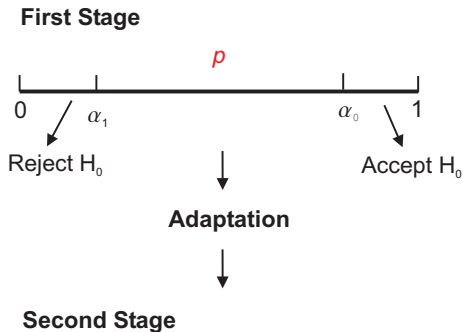 First Stage
p
0 α₁ α₀ 1
Reject H₀ Accept H₀
Adaptation
Second Stage